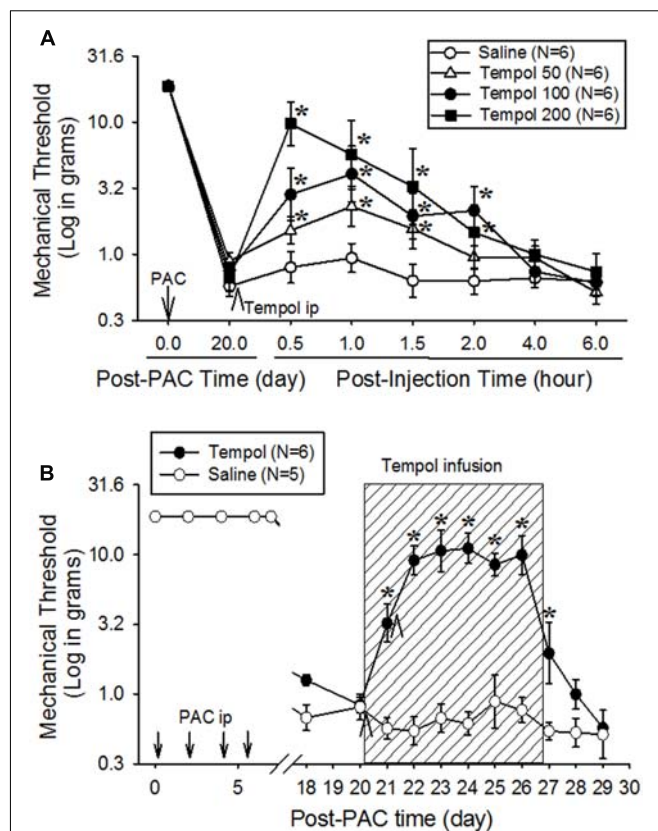 A
31.6
10.0
3.2
1.0
0.3
Mechanical Threshold
(Log in grams)
Saline (N=6)
Tempol 50 (N=6)
Tempol 100 (N=6)
Tempol 200 (N=6)
* * * * * * * * * * *
PAC
Tempol ip
0.0 20.0 0.5 1.0 1.5 2.0 4.0 6.0
Post-PAC Time (day) Post-Injection Time (hour)
B
Tempol (N=6)
Saline (N=5)
Tempol infusion
31.6
10.0
3.2
1.0
0.3
Mechanical Threshold
(Log in grams)
* * * * * * *
PAC ip
0 5 18 19 20 21 22 23 24 25 26 27 28 29 30
Post-PAC time (day)